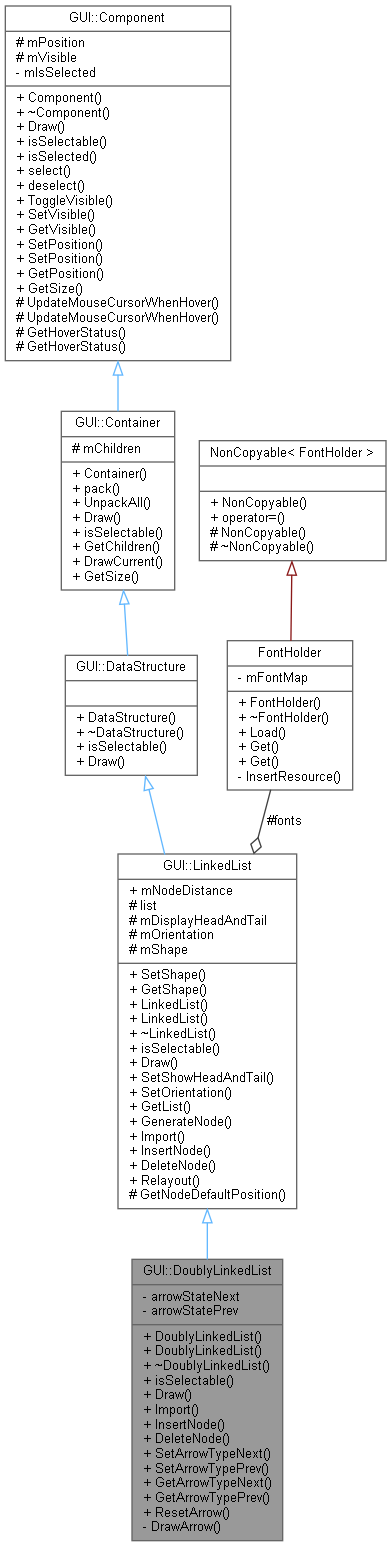 GUI::Component
# mPosition
# mVisible
- mIsSelected
+ Component()
+ ~Component()
+ Draw()
+ isSelectable()
+ isSelected()
+ select()
+ deselect()
+ ToggleVisible()
+ SetVisible()
+ GetVisible()
+ SetPosition()
+ SetPosition()
+ GetPosition()
+ GetSize()
# UpdateMouseCursorWhenHover()
# UpdateMouseCursorWhenHover()
# GetHoverStatus()
# GetHoverStatus()
GUI::Container
# mChildren
+ Container()
+ pack()
+ UnpackAll()
+ Draw()
+ isSelectable()
+ GetChildren()
+ DrawCurrent()
+ GetSize()
NonCopyable< FontHolder >
+ NonCopyable()
+ operator=()
# NonCopyable()
# ~NonCopyable()
GUI::DataStructure
+ DataStructure()
+ ~DataStructure()
+ isSelectable()
+ Draw()
FontHolder
- mFontMap
+ FontHolder()
+ ~FontHolder()
+ Load()
+ Get()
+ Get()
- InsertResource()
#fonts
GUI::LinkedList
+ mNodeDistance
# list
# mDisplayHeadAndTail
# mOrientation
# mShape
+ SetShape()
+ GetShape()
+ LinkedList()
+ LinkedList()
+ ~LinkedList()
+ isSelectable()
+ Draw()
+ SetShowHeadAndTail()
+ SetOrientation()
+ GetList()
+ GenerateNode()
+ Import()
+ InsertNode()
+ DeleteNode()
+ Relayout()
# GetNodeDefaultPosition()
GUI::DoublyLinkedList
- arrowStateNext
- arrowStatePrev
+ DoublyLinkedList()
+ DoublyLinkedList()
+ ~DoublyLinkedList()
+ isSelectable()
+ Draw()
+ Import()
+ InsertNode()
+ DeleteNode()
+ SetArrowTypeNext()
+ SetArrowTypePrev()
+ GetArrowTypeNext()
+ GetArrowTypePrev()
+ ResetArrow()
- DrawArrow()